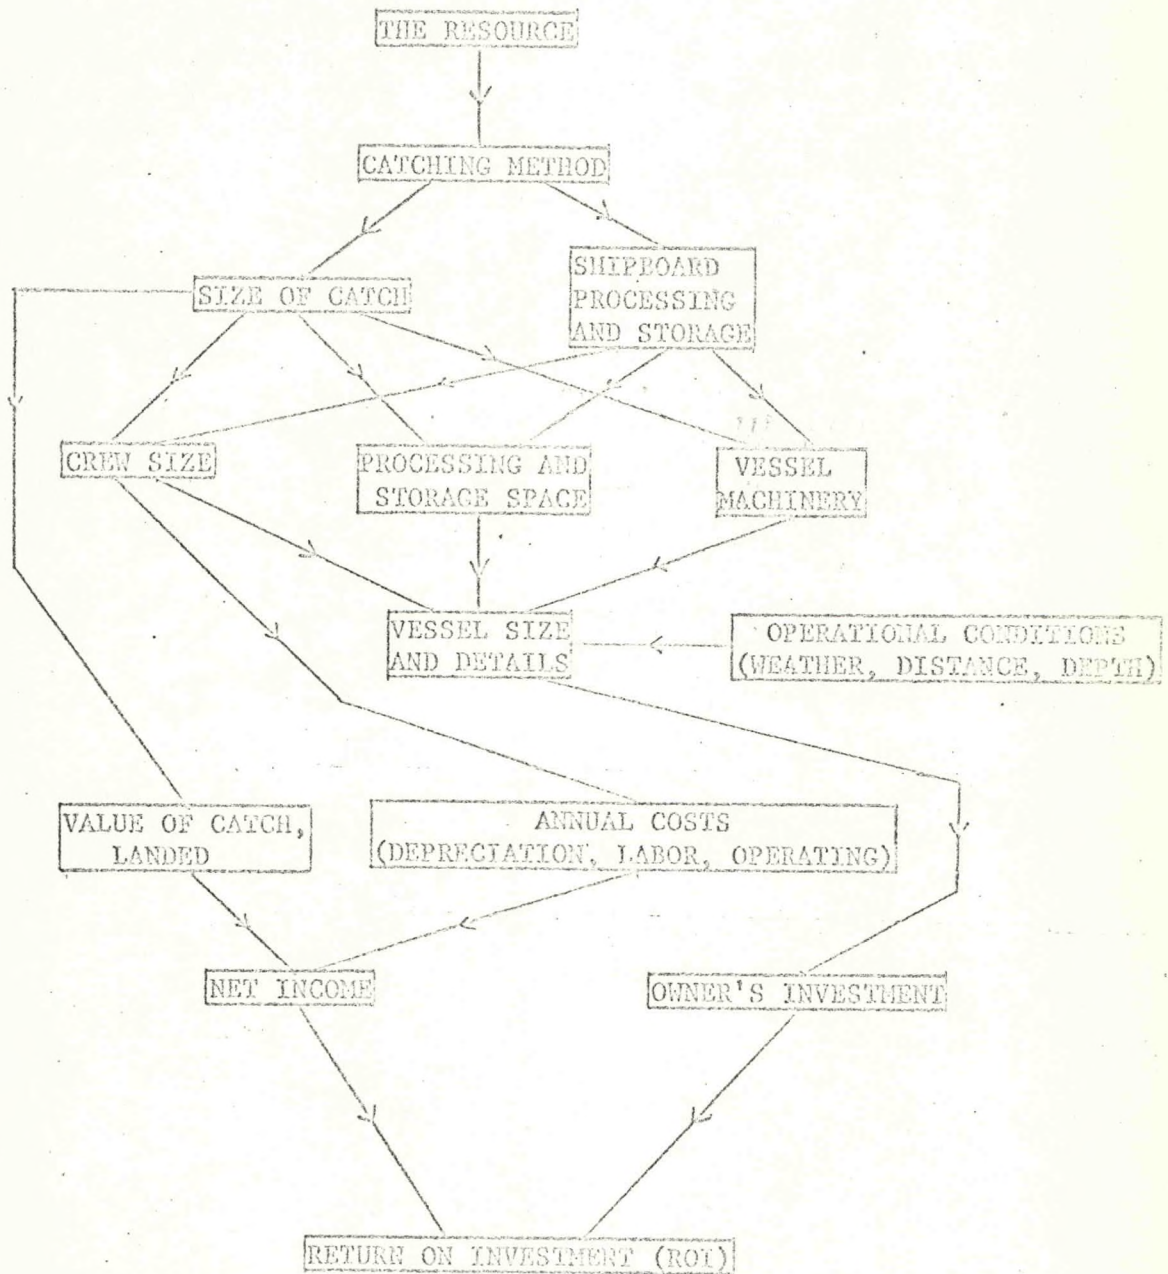 THE RESOURCE
CATCHING METHOD
SIZE OF CATCH
SHIPBOARD
PROCESSING
AND STORAGE
CREW SIZE
PROCESSING AND
STORAGE SPACE
VESSEL
MACHINERY
VESSEL SIZE
AND DETAILS
OPERATIONAL CONDITIONS
(WEATHER, DISTANCE, DEPTH)
VALUE OF CATCH,
LANDED
ANNUAL COSTS
(DEPRECIATION, LABOR, OPERATING)
NET INCOME
OWNER'S INVESTMENT
RETURN ON INVESTMENT (ROI)